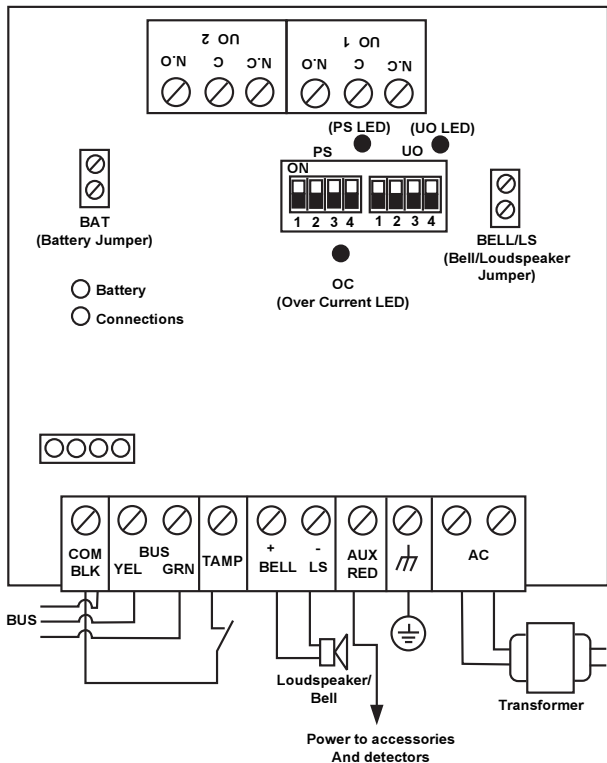 UO 2
UO 1
N.O C N.C
N.O C N.C
(PS LED) (UO LED)
PS UO
ON
1 2 3 4 1 2 3 4
BAT
(Battery Jumper)
BELL/LS
(Bell/Loudspeaker
Jumper)
OC
(Over Current LED)
Battery
Connections
COM
BLK
BUS
YEL GRN
TAMP
+ -
BELL LS
AUX
RED
AC
BUS
Loudspeaker/
Bell
Transformer
Power to accessories
And detectors